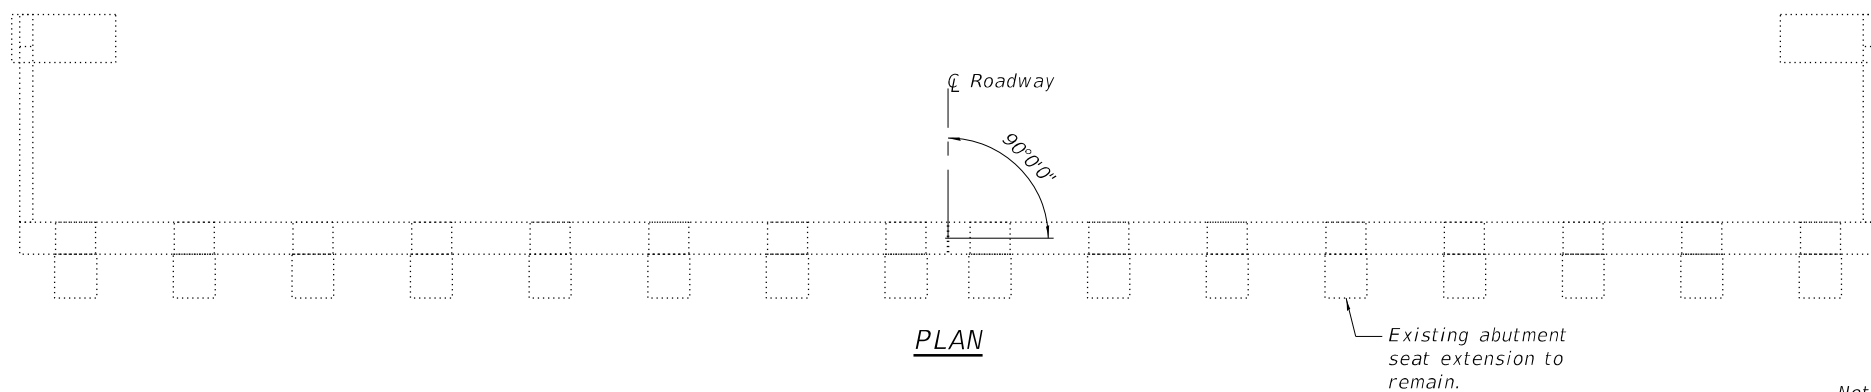 ℄ Roadway
90°0'0"
PLAN
Existing abutment
seat extension to
remain.